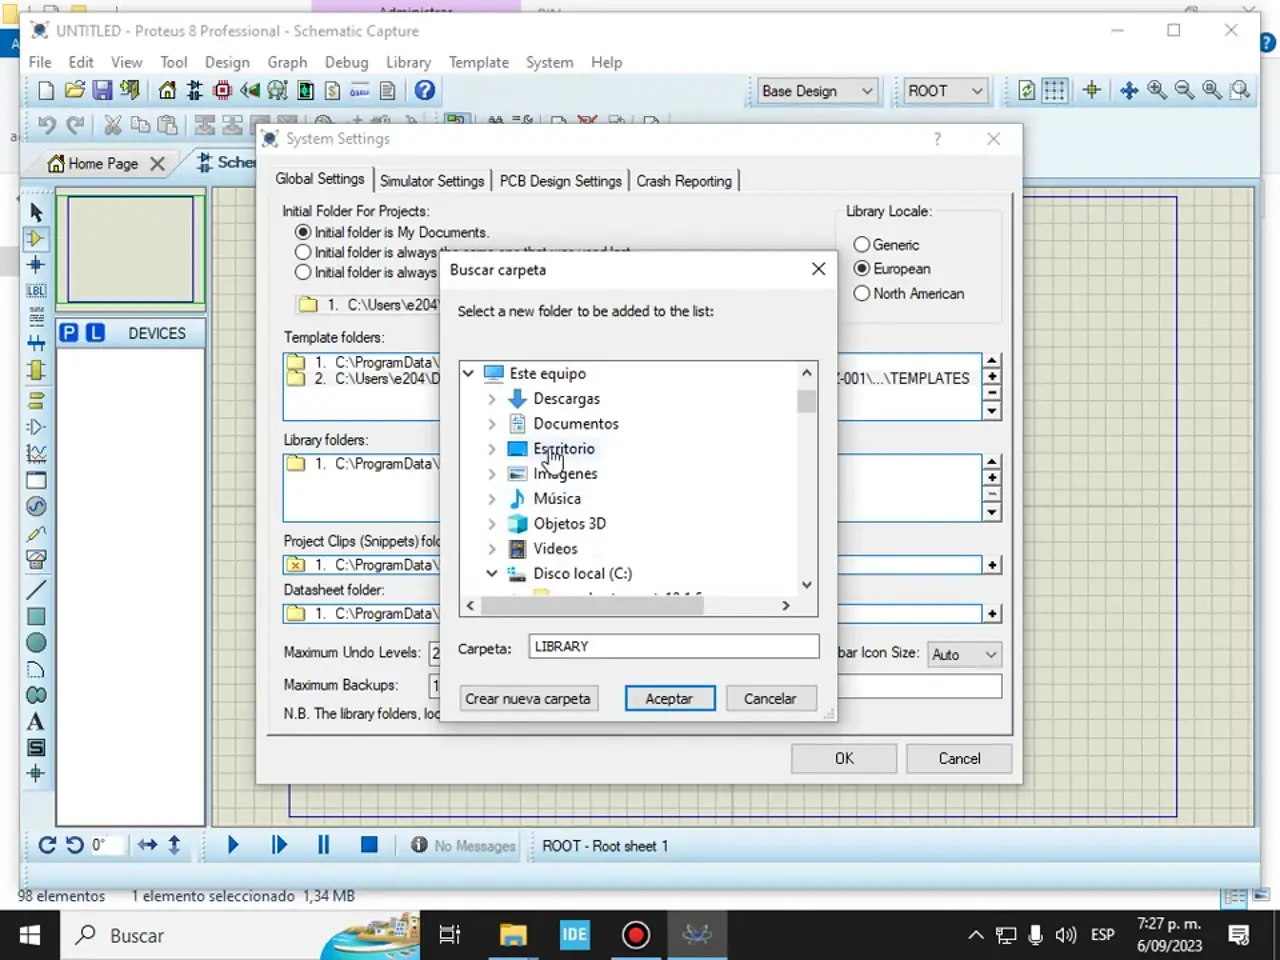 Administrar
UNTITLED - Proteus 8 Professional - Schematic Capture
File Edit View Tool Design Graph Debug Library Template System Help
Base Design
ROOT
Home Page
System Settings
Global Settings
Simulator Settings
PCB Design Settings
Crash Reporting
Initial Folder For Projects:
Initial folder is My Documents.
Initial folder is always
Initial folder is always
1. C:\Users\e204\
Library Locale:
Generic
European
North American
Template folders:
1. C:\ProgramData\
2. C:\Users\e204\D
-001\...\TEMPLATES
Library folders:
1. C:\ProgramData\
Project Clips (Snippets) fol
1. C:\ProgramData\
Datasheet folder:
1. C:\ProgramData\
Maximum Undo Levels: 2
bar Icon Size: Auto
Maximum Backups: 1
N.B. The library folders, loc
OK
Cancel
Buscar carpeta
Select a new folder to be added to the list:
Este equipo
Descargas
Documentos
Escritorio
Imágenes
Música
Objetos 3D
Videos
Disco local (C:)
Carpeta: LIBRARY
Crear nueva carpeta
Aceptar
Cancelar
P L DEVICES
LBL
A
S
0°
No Messages
ROOT - Root sheet 1
98 elementos
1 elemento seleccionado 1,34 MB
Buscar
IDE
ESP
7:27 p. m.
6/09/2023